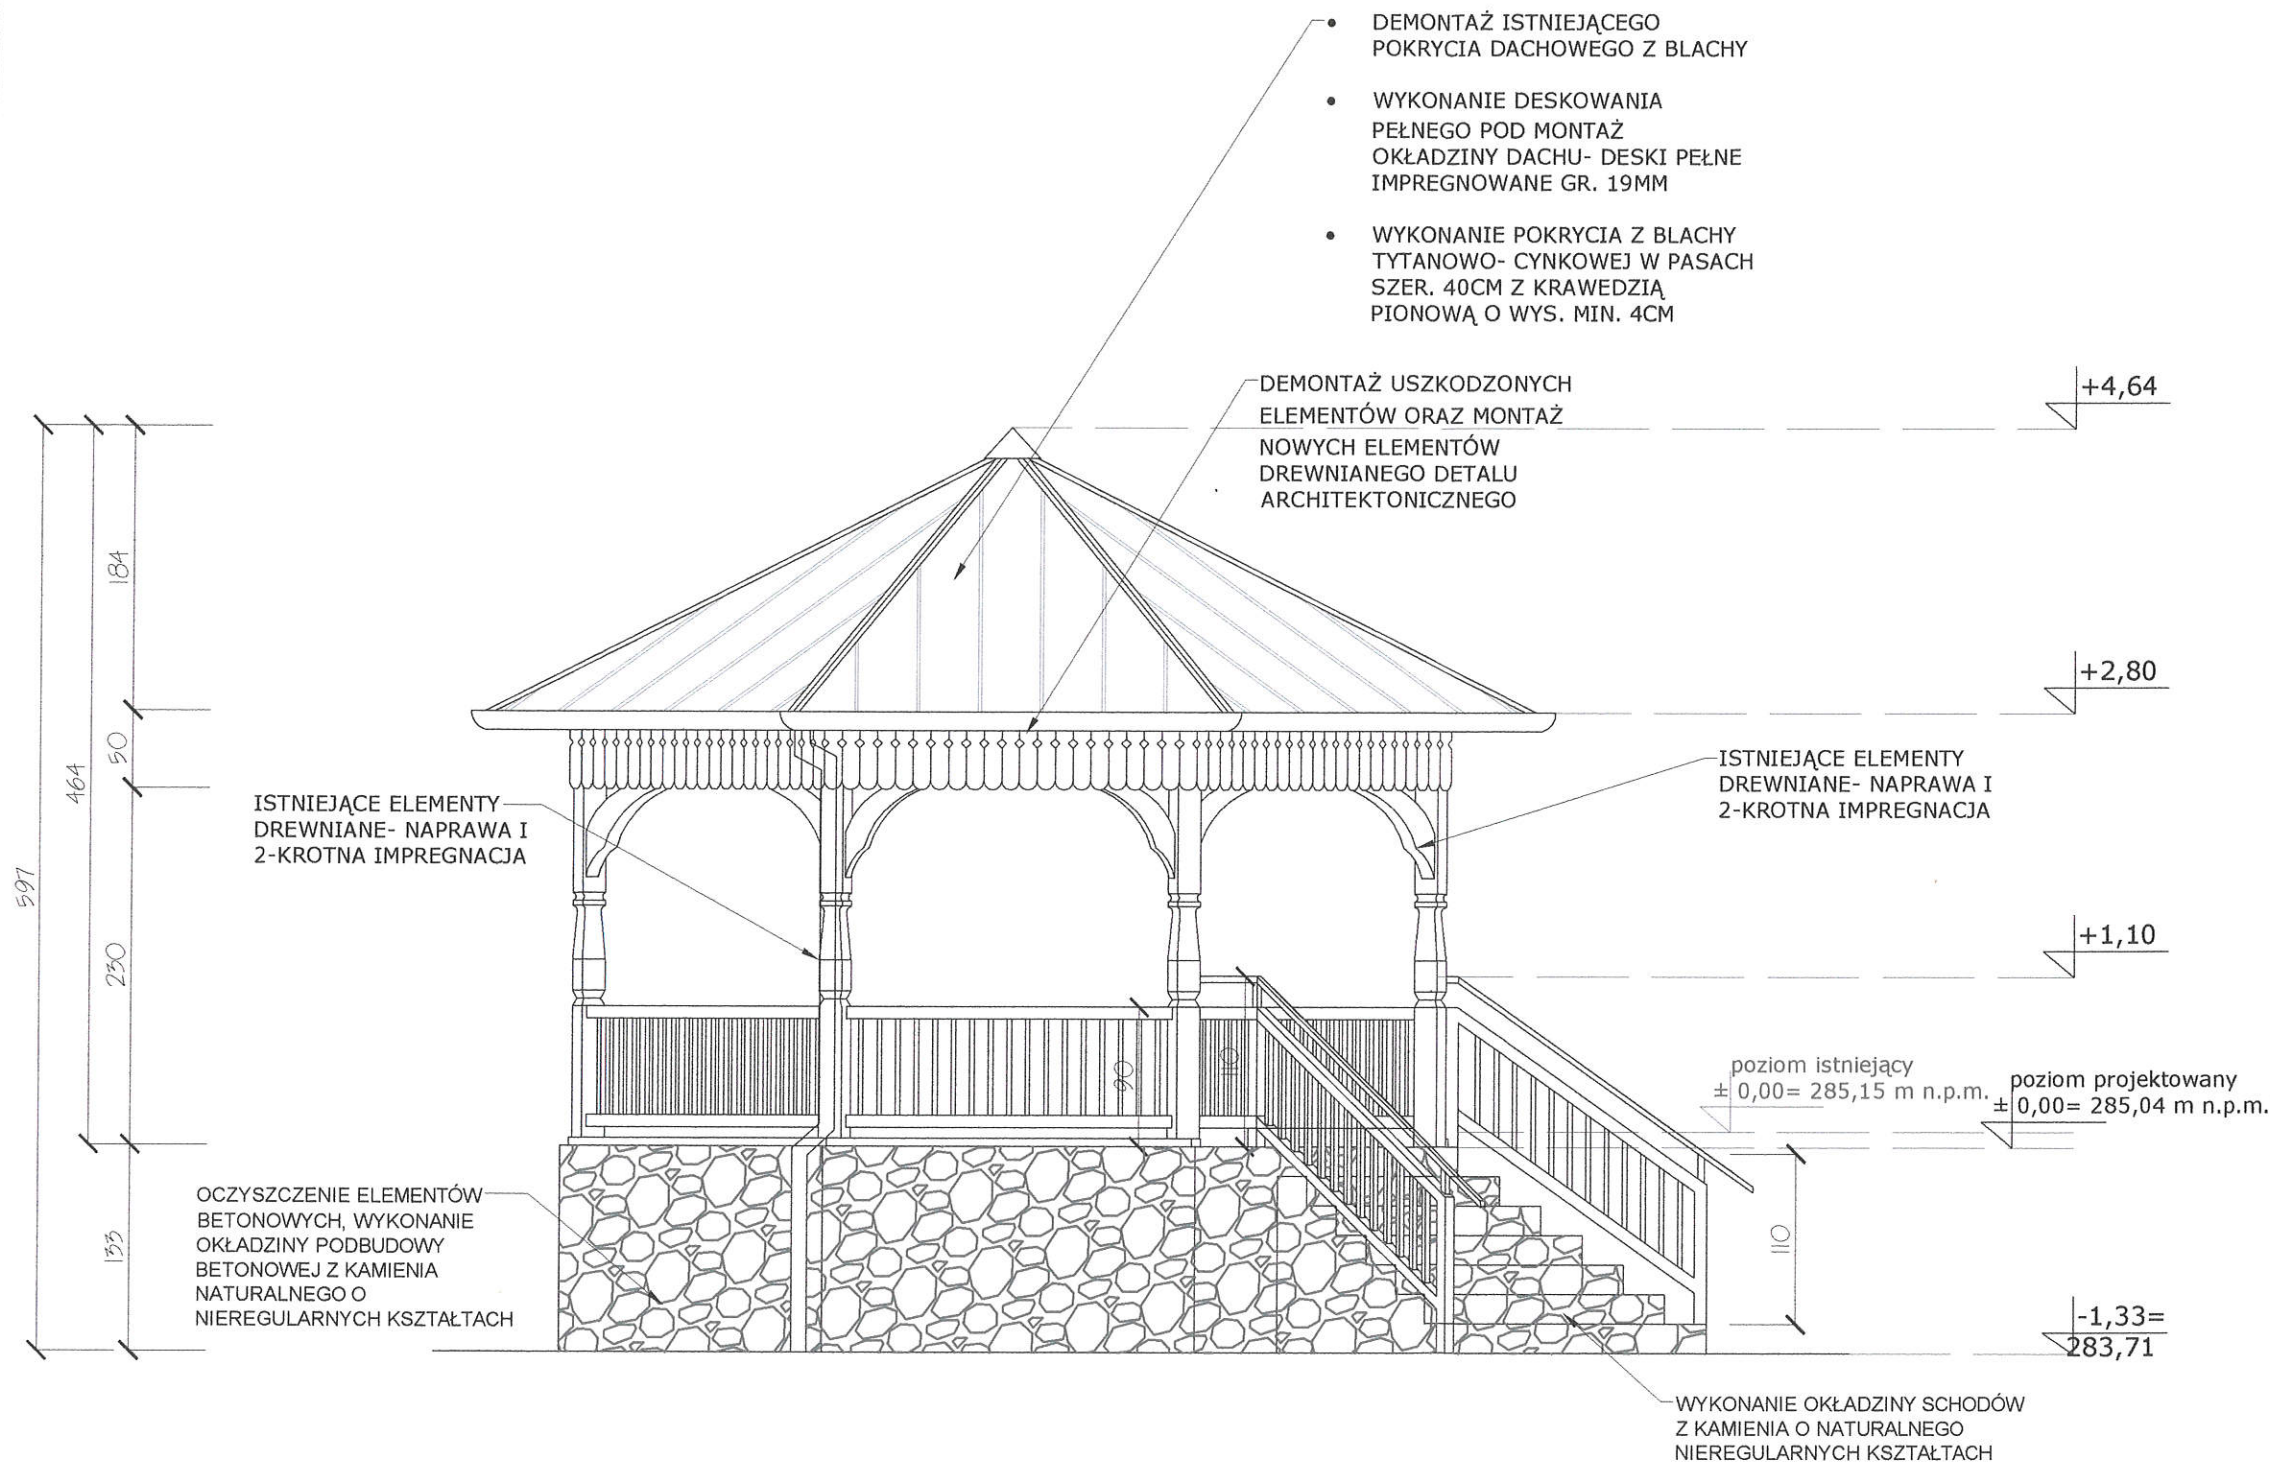 • DEMONTAŻ ISTNIEJĄCEGO
POKRYCIA DACHOWEGO Z BLACHY
• WYKONANIE DESKOWANIA
PEŁNEGO POD MONTAŻ
OKŁADZINY DACHU- DESKI PEŁNE
IMPREGNOWANE GR. 19MM
• WYKONANIE POKRYCIA Z BLACHY
TYTANOWO- CYNKOWEJ W PASACH
SZER. 40CM Z KRAWEDZIĄ
PIONOWĄ O WYS. MIN. 4CM
DEMONTAŻ USZKODZONYCH
ELEMENTÓW ORAZ MONTAŻ
NOWYCH ELEMENTÓW
DREWNIANEGO DETALU
ARCHITEKTONICZNEGO
+4,64
+2,80
+1,10
184
50
464
230
597
133
ISTNIEJĄCE ELEMENTY
DREWNIANE- NAPRAWA I
2-KROTNA IMPREGNACJA
ISTNIEJĄCE ELEMENTY
DREWNIANE- NAPRAWA I
2-KROTNA IMPREGNACJA
90
110
poziom istniejący
± 0,00= 285,15 m n.p.m.
poziom projektowany
± 0,00= 285,04 m n.p.m.
OCZYSZCZENIE ELEMENTÓW
BETONOWYCH, WYKONANIE
OKŁADZINY PODBUDOWY
BETONOWEJ Z KAMIENIA
NATURALNEGO O
NIEREGULARNYCH KSZTAŁTACH
110
-1,33=
283,71
WYKONANIE OKŁADZINY SCHODÓW
Z KAMIENIA O NATURALNEGO
NIEREGULARNYCH KSZTAŁTACH